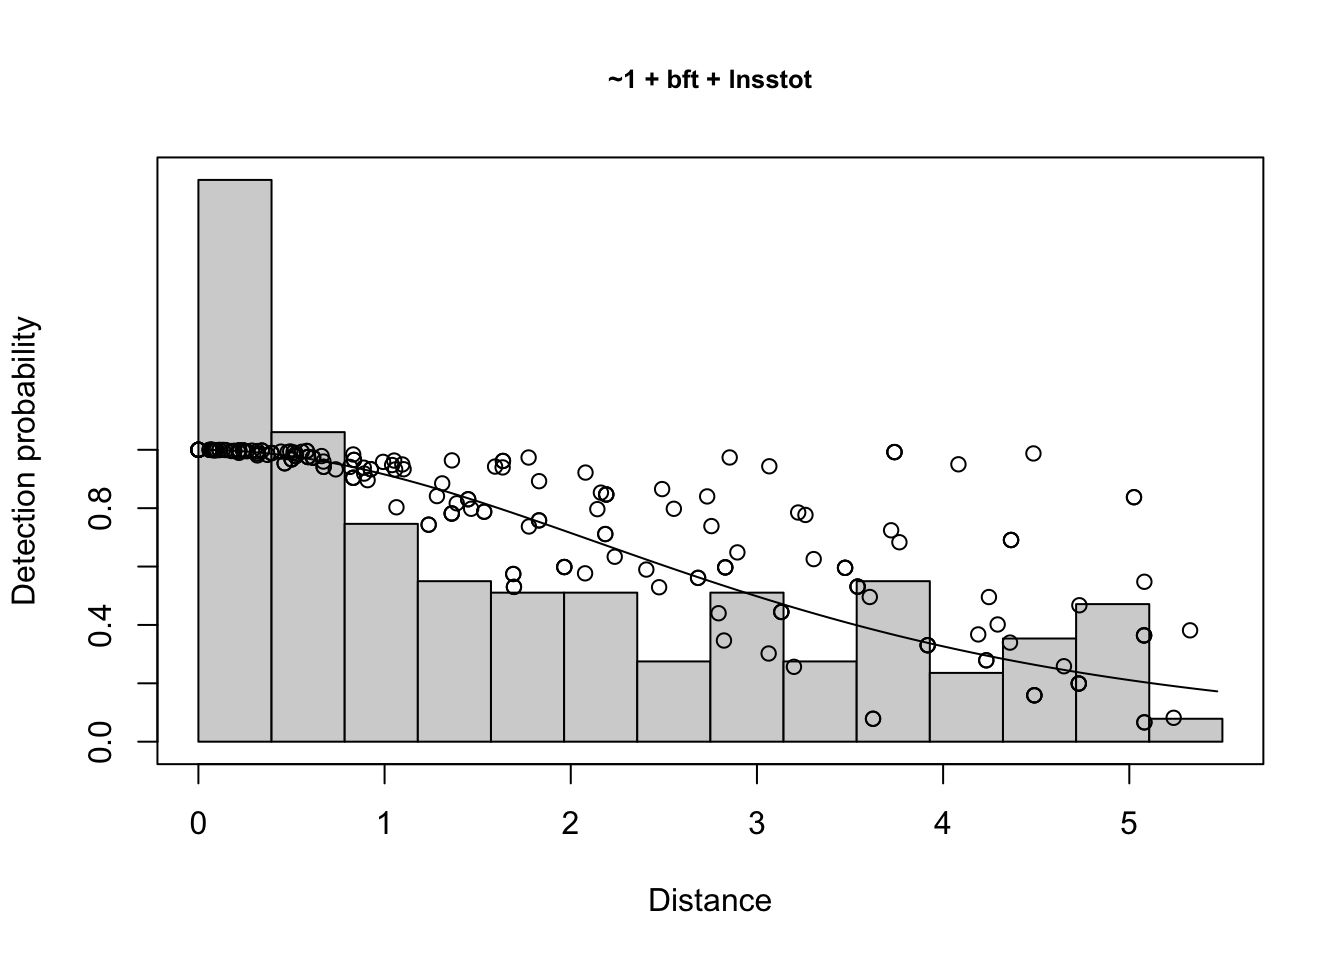 ~1 + bft + lnsstot
Detection probability
0.8
0.4
0.0
0 1 2 3 4 5
Distance